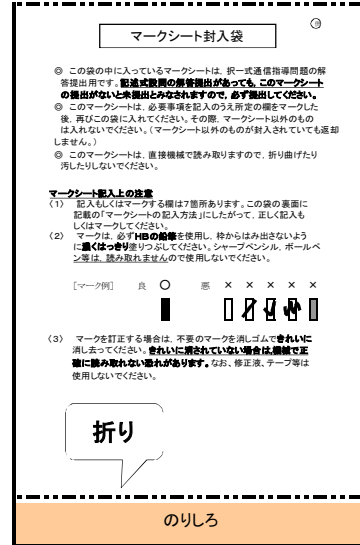 マークシート封入袋
◎ この袋の中に入っているマークシートは，択一式通信指導問題の解
答提出用です。記述式設問の解答提出があっても，このマークシート
の提出がないと未提出とみなされますので，必ず提出してください。
◎ このマークシートは，必要事項を記入のうえ所定の欄をマークした
後，再びこの袋に入れてください。その際，マークシート以外のもの
は入れないでください。（マークシート以外のものが封入されていても返却
しません。）
◎ このマークシートは，直接機械で読み取りますので，折り曲げたり
汚したりしないでください。
マークシート記入上の注意
（1） 記入もしくはマークする欄は7箇所あります。この袋の裏面に
記載の「マークシートの記入方法」にしたがって，正しく記入も
しくはマークしてください。
（2） マークは，必ずHBの鉛筆を使用し，枠からはみ出さないよう
に濃くはっきり塗りつぶしてください。シャープペンシル，ボールペ
ン等は，読み取れませんので使用しないでください。
［マーク例］ 良 ○ 悪 × × × × ×
（3） マークを訂正する場合は，不要のマークを消しゴムできれいに
消し去ってください。きれいに消されていない場合は，機械で正
確に読み取れない恐れがあります。なお，修正液，テープ等は
使用しないでください。
折り
のりしろ